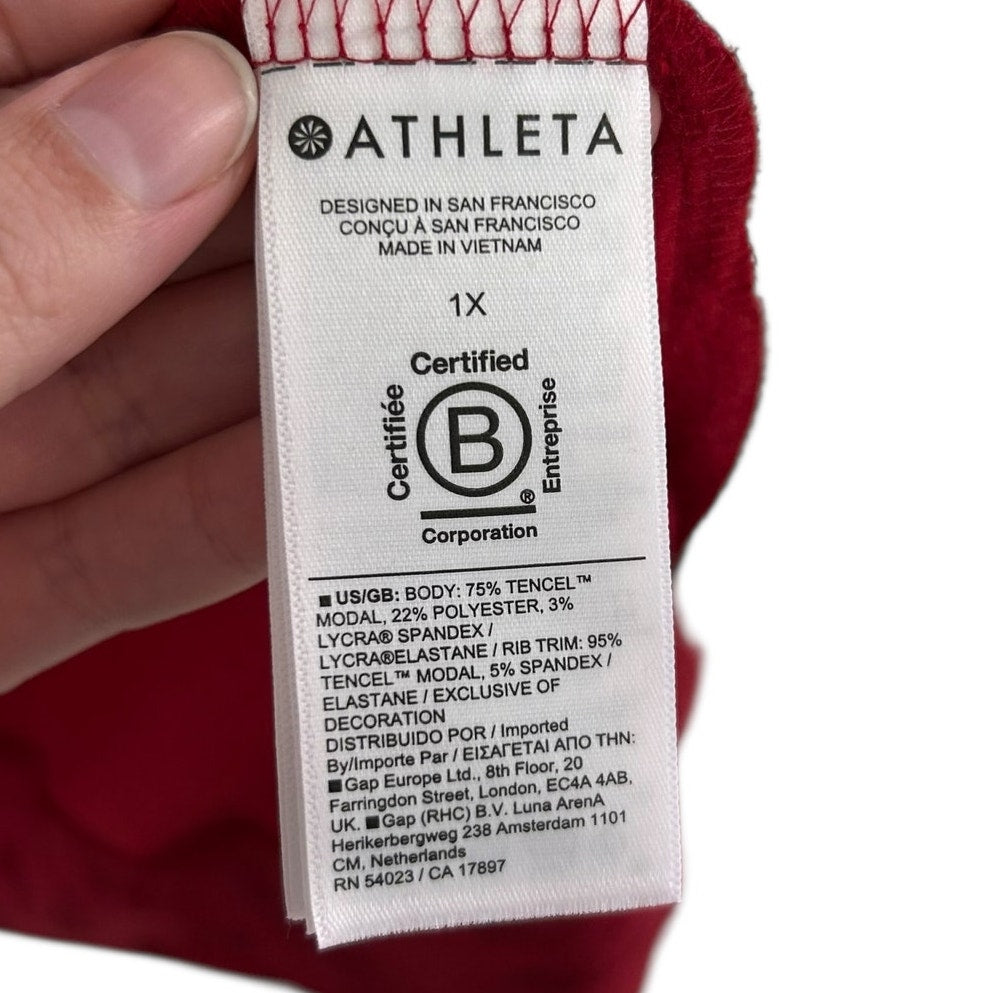 ATHLETA
DESIGNED IN SAN FRANCISCO
CONÇU À SAN FRANCISCO
MADE IN VIETNAM
1X
Certified
Certifiée
B
Entreprise
®
Corporation
■ US/GB: BODY: 75% TENCEL™
MODAL, 22% POLYESTER, 3%
LYCRA® SPANDEX /
LYCRA®ELASTANE / RIB TRIM: 95%
TENCEL™ MODAL, 5% SPANDEX /
ELASTANE / EXCLUSIVE OF
DECORATION
DISTRIBUIDO POR / Imported
By/Importe Par / ΕΙΣΑΓΕΤΑΙ ΑΠΟ ΤΗΝ:
■Gap Europe Ltd., 8th Floor, 20
Farringdon Street, London, EC4A 4AB,
UK. ■Gap (RHC) B.V. Luna ArenA
Herikerbergweg 238 Amsterdam 1101
CM, Netherlands
RN 54023 / CA 17897